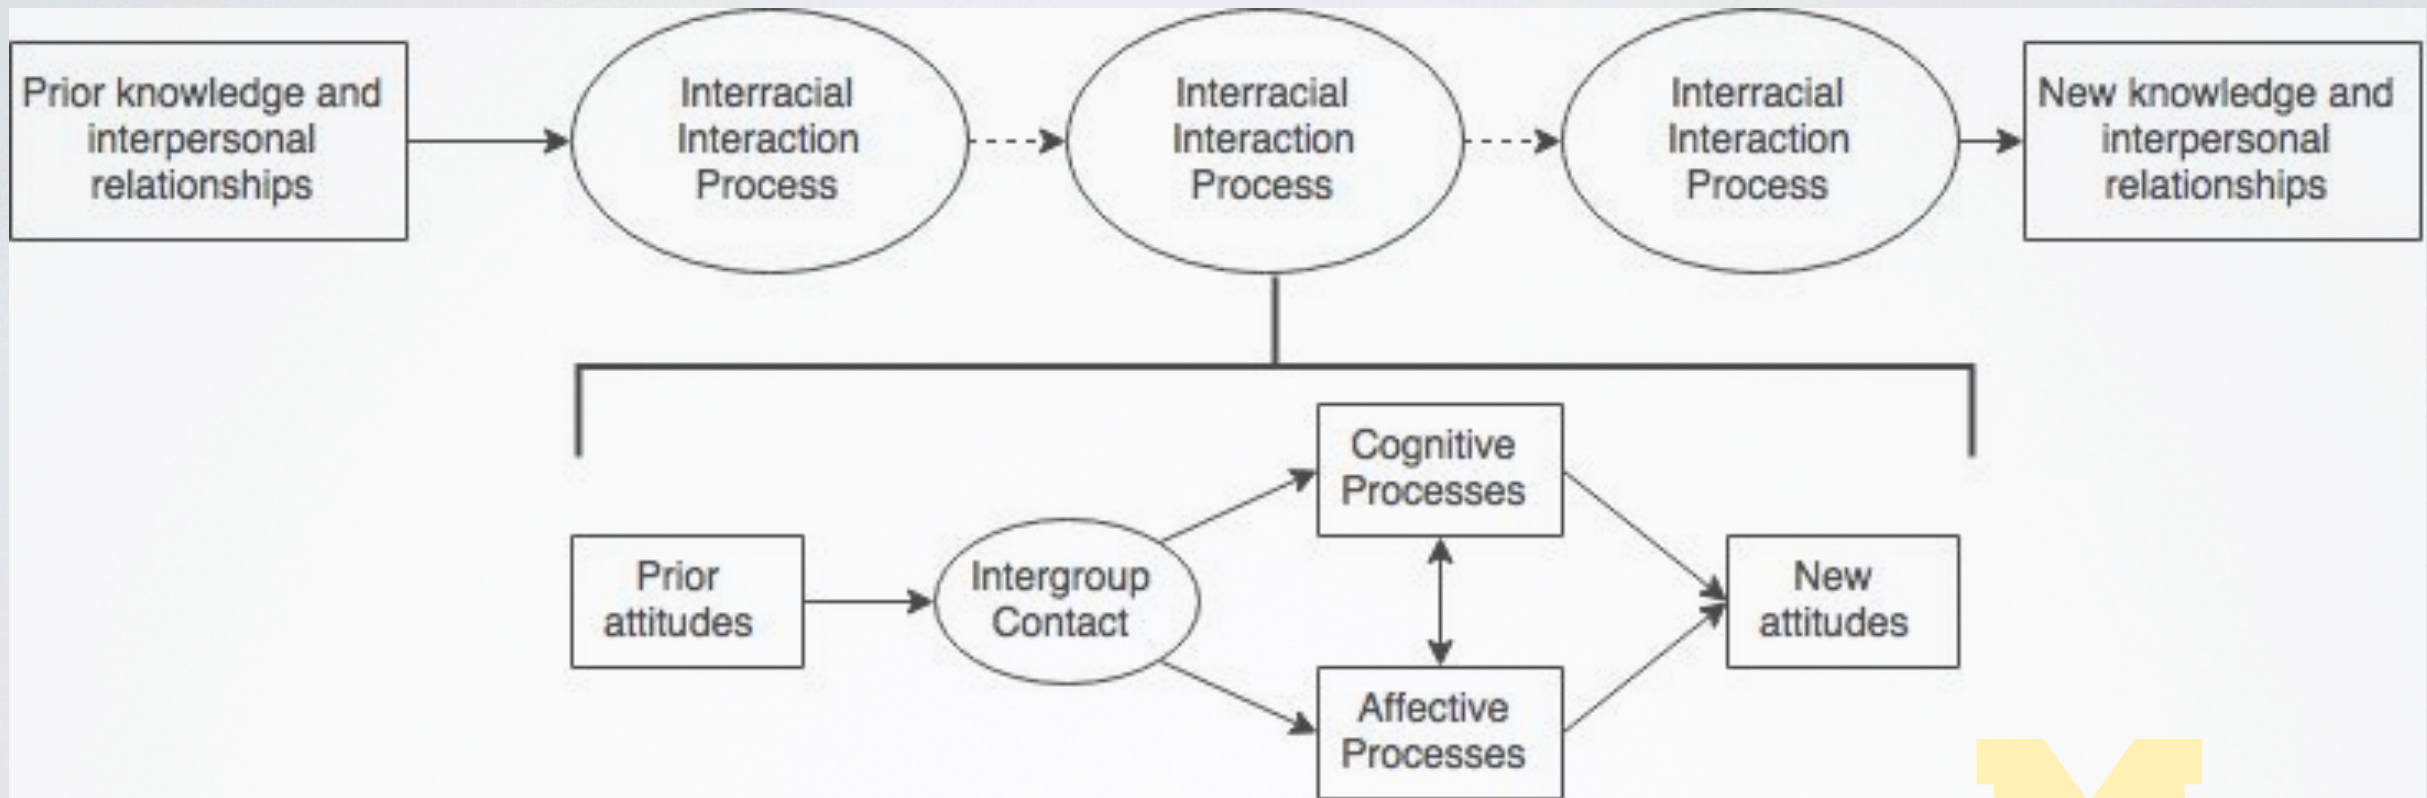 Prior knowledge and
interpersonal
relationships
Interracial
Interaction
Process
Interracial
Interaction
Process
Interracial
Interaction
Process
New knowledge and
interpersonal
relationships
Prior
attitudes
Intergroup
Contact
Cognitive
Processes
Affective
Processes
New
attitudes